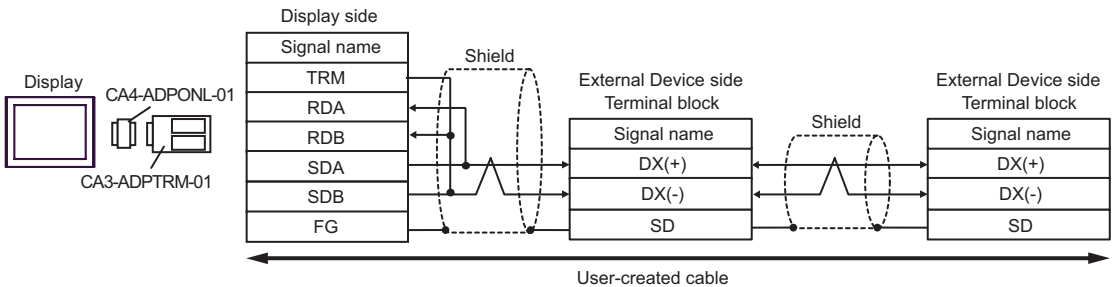 Display
CA4-ADPONL-01
CA3-ADPTRM-01
Display side
Signal name
TRM
RDA
RDB
SDA
SDB
FG
Shield
External Device side
Terminal block
Signal name
DX(+)
DX(-)
SD
Shield
External Device side
Terminal block
Signal name
DX(+)
DX(-)
SD
User-created cable